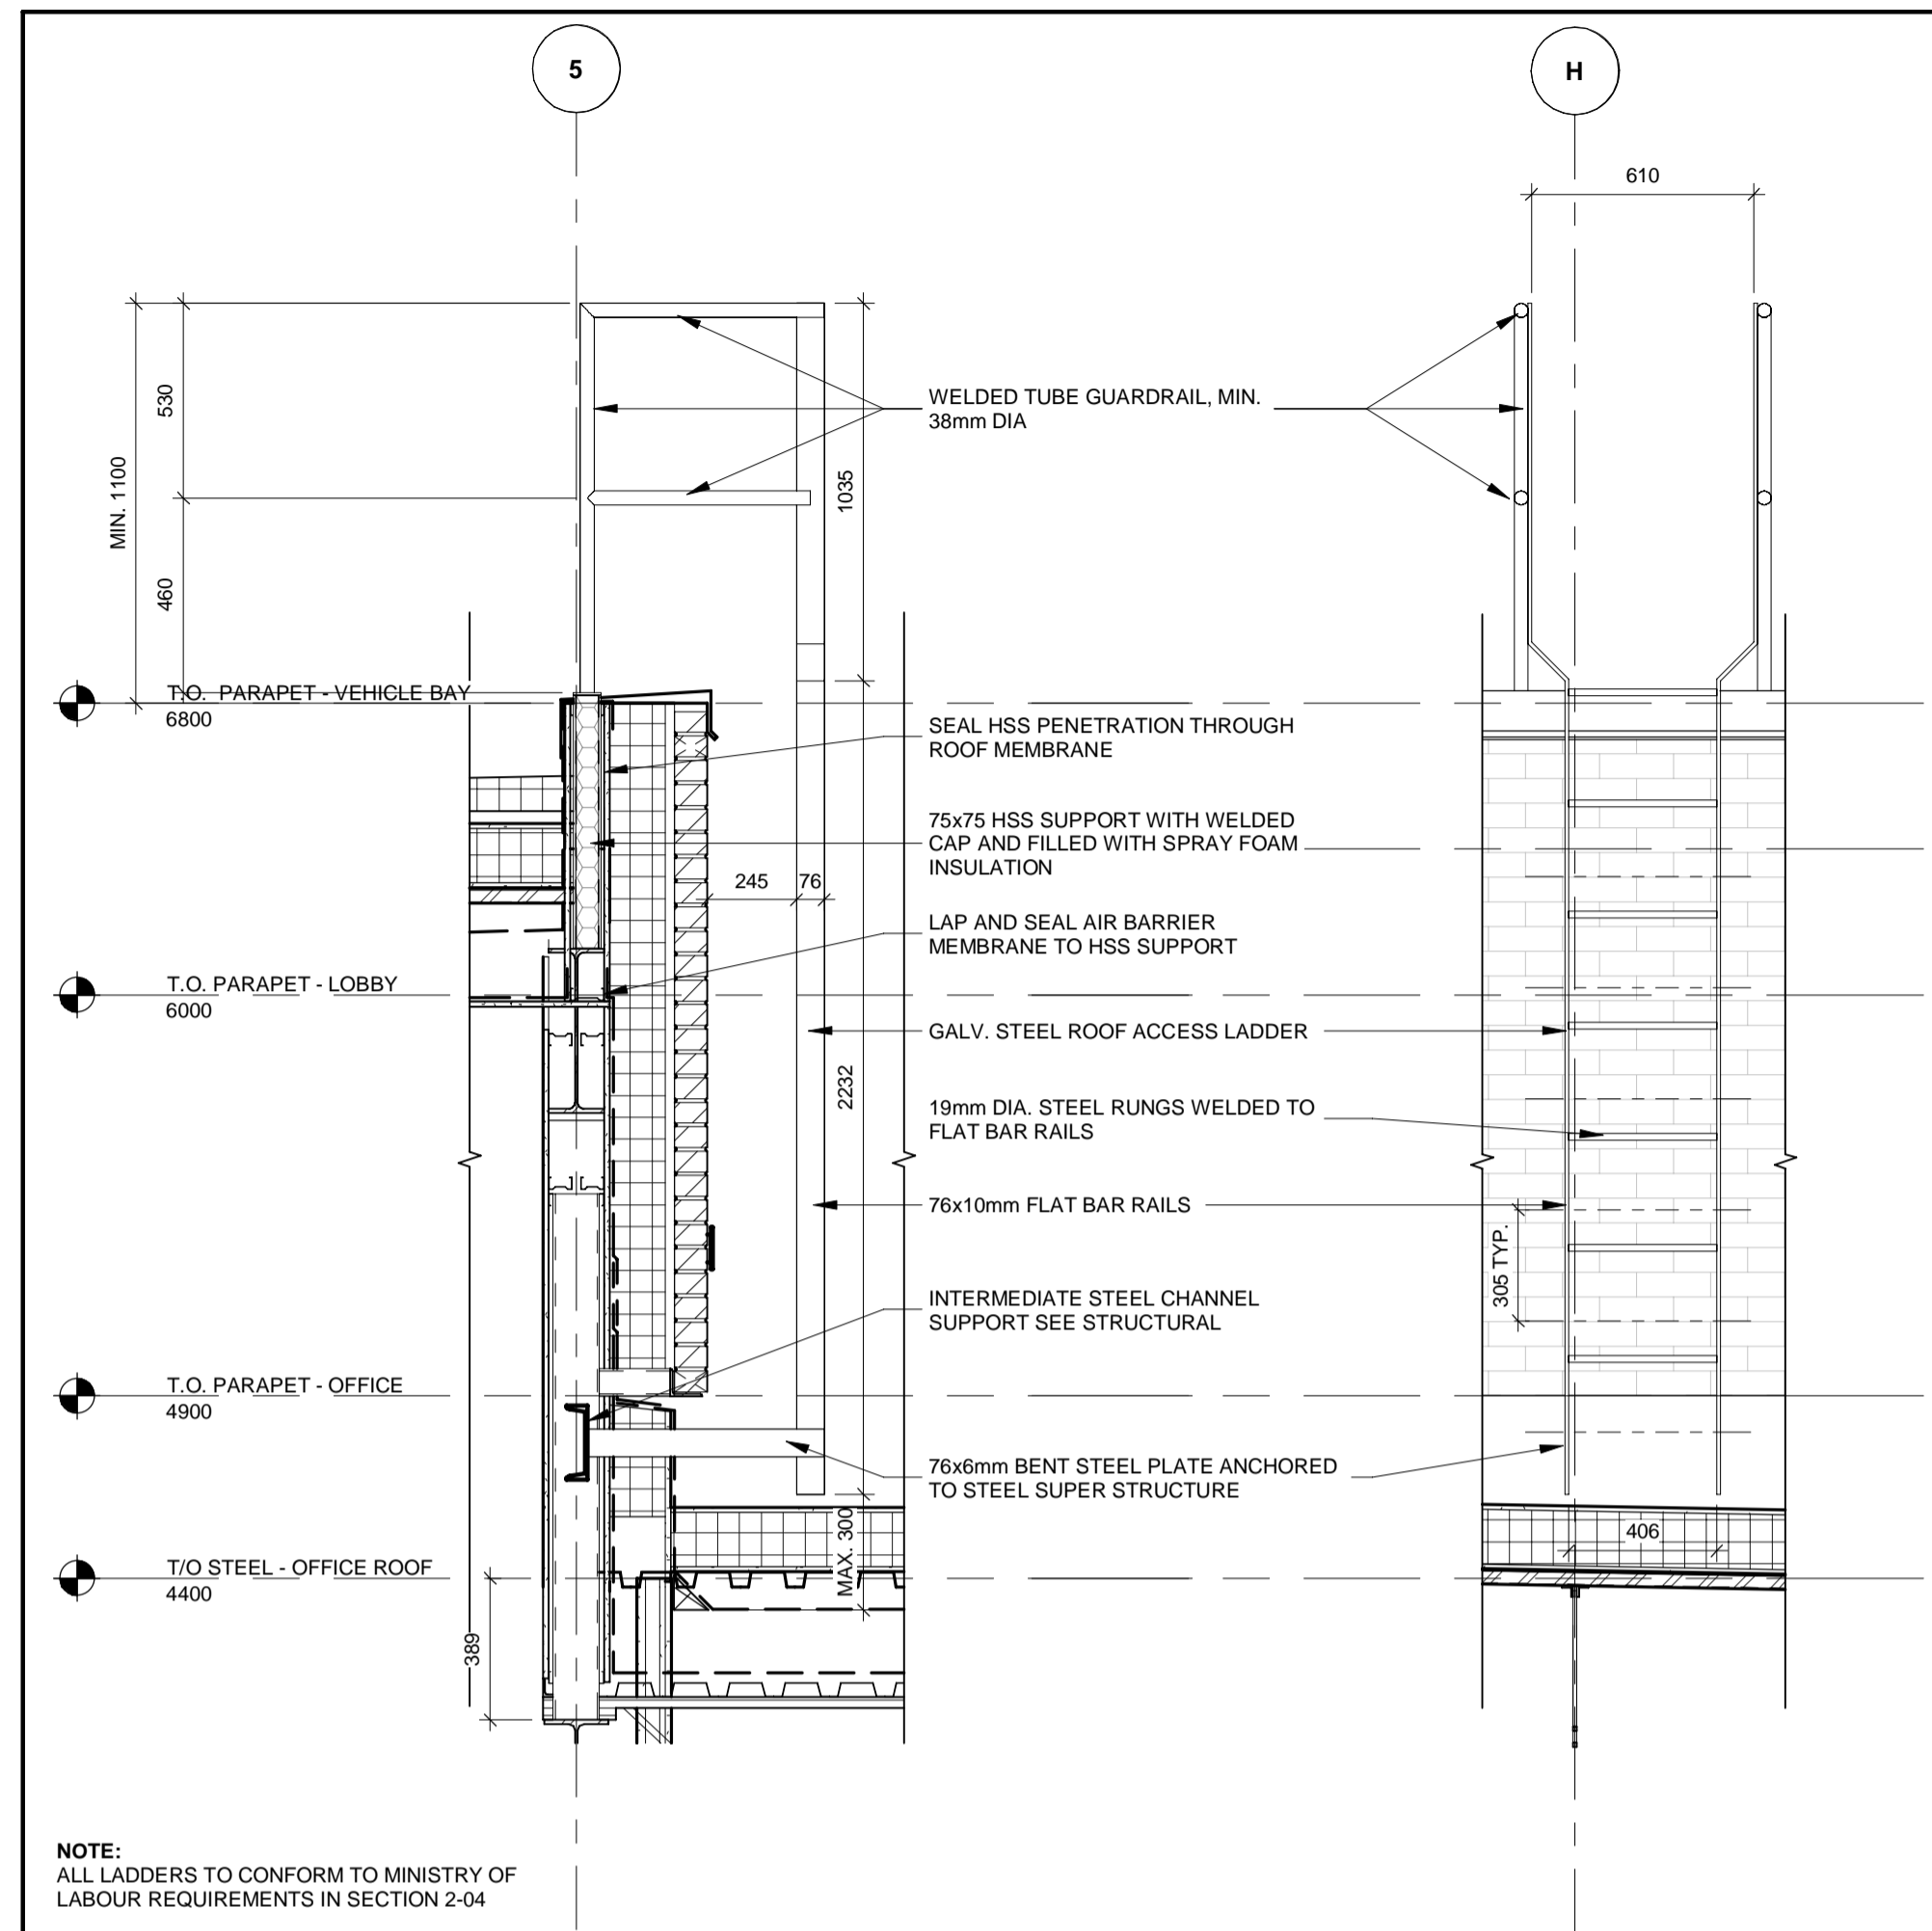 5
H
610
530
MIN. 1100
460
1035
WELDED TUBE GUARDRAIL, MIN.
38mm DIA
T.O. PARAPET - VEHICLE BAY
6800
SEAL HSS PENETRATION THROUGH
ROOF MEMBRANE
75x75 HSS SUPPORT WITH WELDED
CAP AND FILLED WITH SPRAY FOAM
INSULATION
245
76
LAP AND SEAL AIR BARRIER
MEMBRANE TO HSS SUPPORT
T.O. PARAPET - LOBBY
6000
GALV. STEEL ROOF ACCESS LADDER
2232
19mm DIA. STEEL RUNGS WELDED TO
FLAT BAR RAILS
76x10mm FLAT BAR RAILS
305 TYP.
INTERMEDIATE STEEL CHANNEL
SUPPORT SEE STRUCTURAL
T.O. PARAPET - OFFICE
4900
76x6mm BENT STEEL PLATE ANCHORED
TO STEEL SUPER STRUCTURE
MAX. 300
406
T/O STEEL - OFFICE ROOF
4400
389
NOTE:
ALL LADDERS TO CONFORM TO MINISTRY OF
LABOUR REQUIREMENTS IN SECTION 2-04